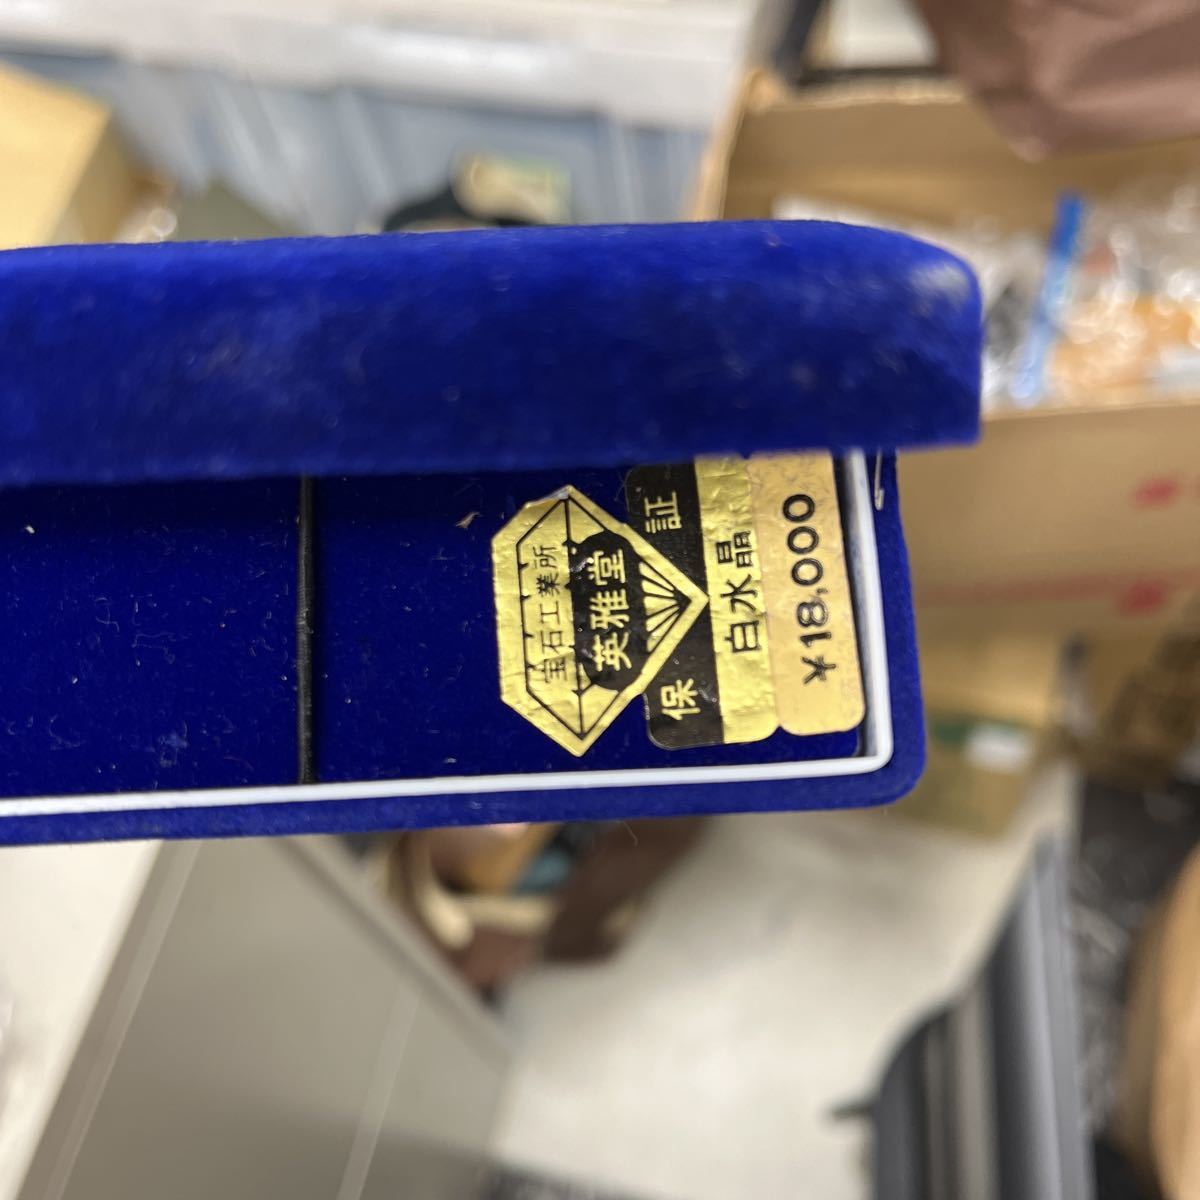 宝石工業所
英雅堂
保証
白水晶
¥18,000